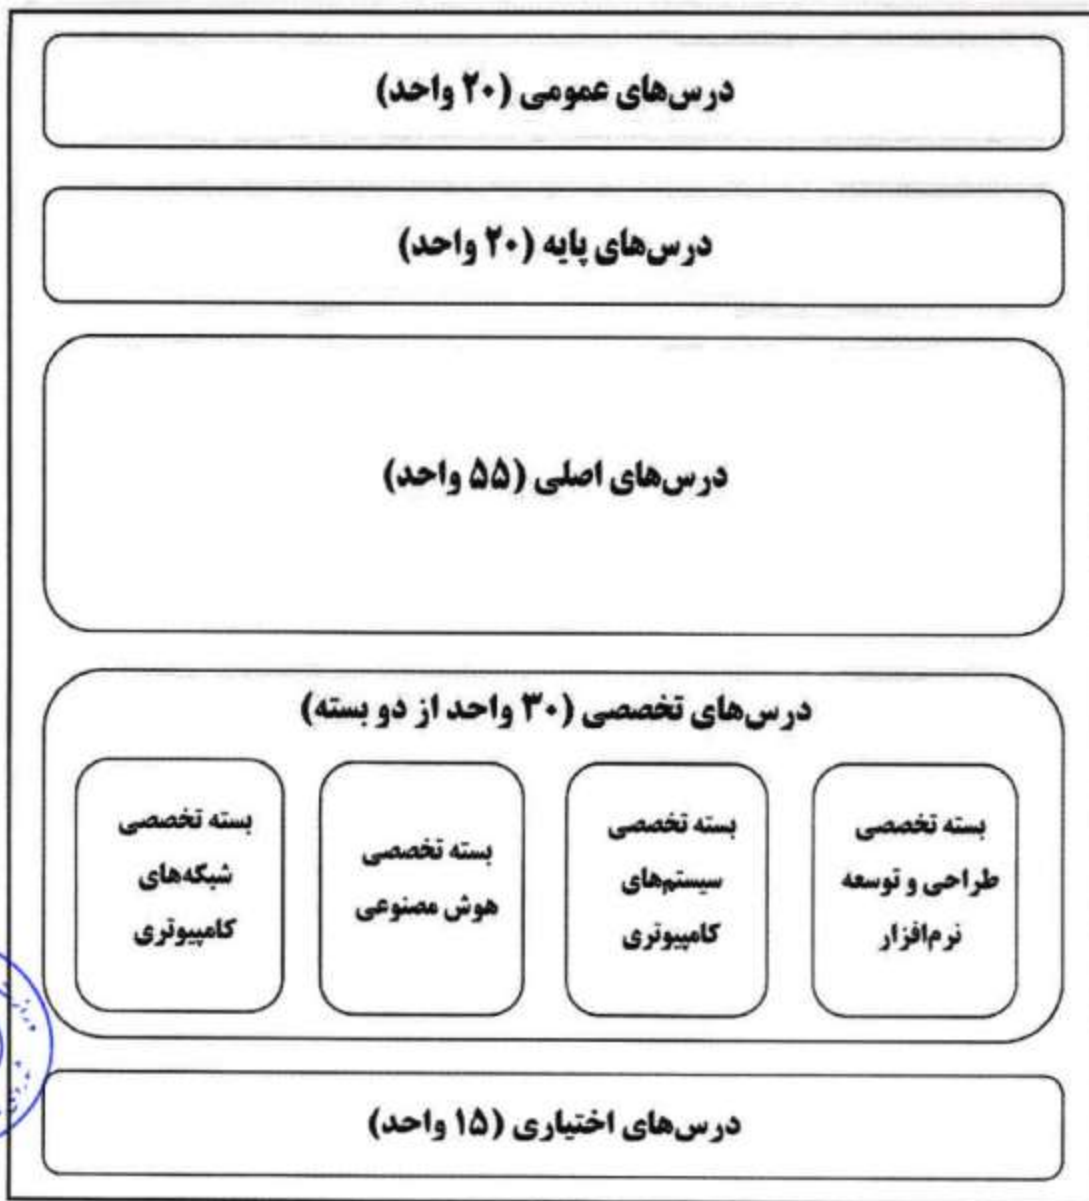 درس‌های عمومی (۲۰ واحد)
درس‌های پایه (۲۰ واحد)
درس‌های اصلی (۵۵ واحد)
درس‌های تخصصی (۳۰ واحد از دو بسته)
بسته تخصصی
طراحی و توسعه
نرم‌افزار
بسته تخصصی
سیستم‌های
کامپیوتری
بسته تخصصی
هوش مصنوعی
بسته تخصصی
شبکه‌های
کامپیوتری
درس‌های اختیاری (۱۵ واحد)